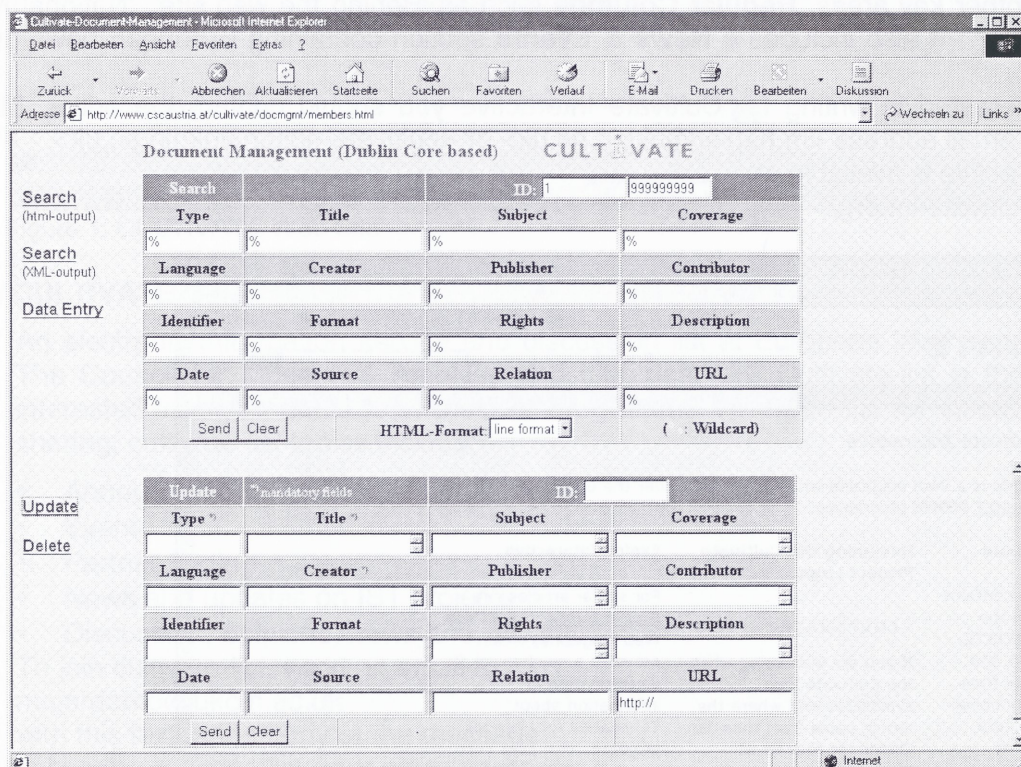 Cultivate-Document-Management - Microsoft Internet Explorer
Datei Bearbeiten Ansicht Favoriten Extras ?
Zurück Vorwärts Abbrechen Aktualisieren Startseite Suchen Favoriten Verlauf E-Mail Drucken Bearbeiten Diskussion
Adresse http://www.cscaustria.at/cultivate/docmgmt/members.html Wechseln zu Links »
Document Management (Dublin Core based) CULTIVATE
Search
(html-output)
Search
(XML-output)
Data Entry
Search ID: 1 999999999
Type Title Subject Coverage
% % % %
Language Creator Publisher Contributor
% % % %
Identifier Format Rights Description
% % % %
Date Source Relation URL
% % % %
Send Clear HTML-Format: line format ( : Wildcard)
Update
Delete
Update *) mandatory fields ID:
Type *) Title *) Subject Coverage
Language Creator *) Publisher Contributor
Identifier Format Rights Description
Date Source Relation URL
http://
Send Clear
Internet